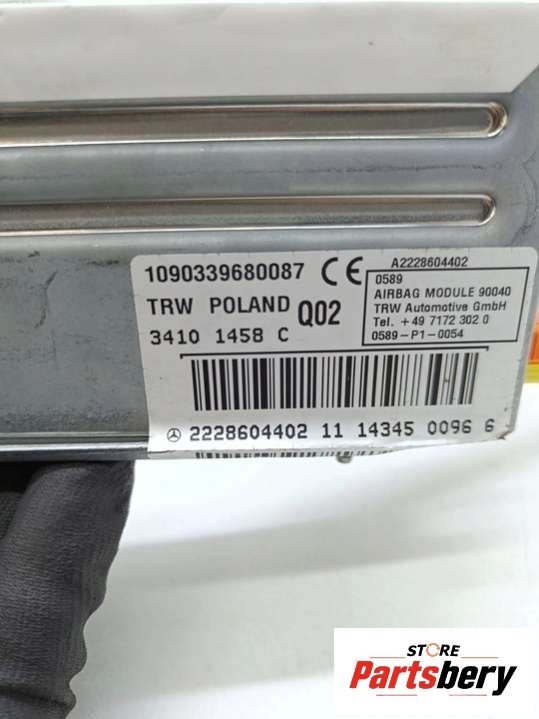 1090339680087 CE
TRW POLAND Q02
3410 1458 C
A2228604402
0589
AIRBAG MODULE 90040
TRW Automotive GmbH
Tel. +49 7172 302 0
0589-P1-0054
2228604402 11 14345 0096 6
STORE
Partsbery